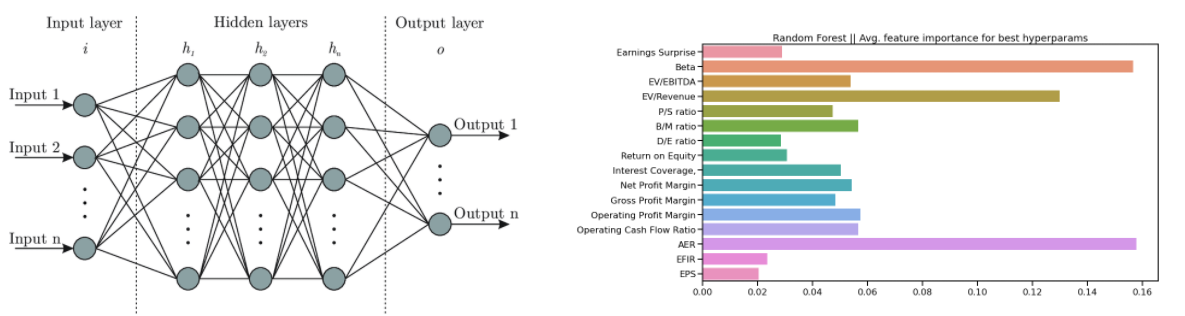 Input layer
Hidden layers
Output layer
i
h1
h2
hn
o
Input 1
Input 2
Input n
Output 1
Output n
Random Forest || Avg. feature importance for best hyperparams
Earnings Surprise
Beta
EV/EBITDA
EV/Revenue
P/S ratio
B/M ratio
D/E ratio
Return on Equity
Interest Coverage,
Net Profit Margin
Gross Profit Margin
Operating Profit Margin
Operating Cash Flow Ratio
AER
EFIR
EPS
0.00 0.02 0.04 0.06 0.08 0.10 0.12 0.14 0.16